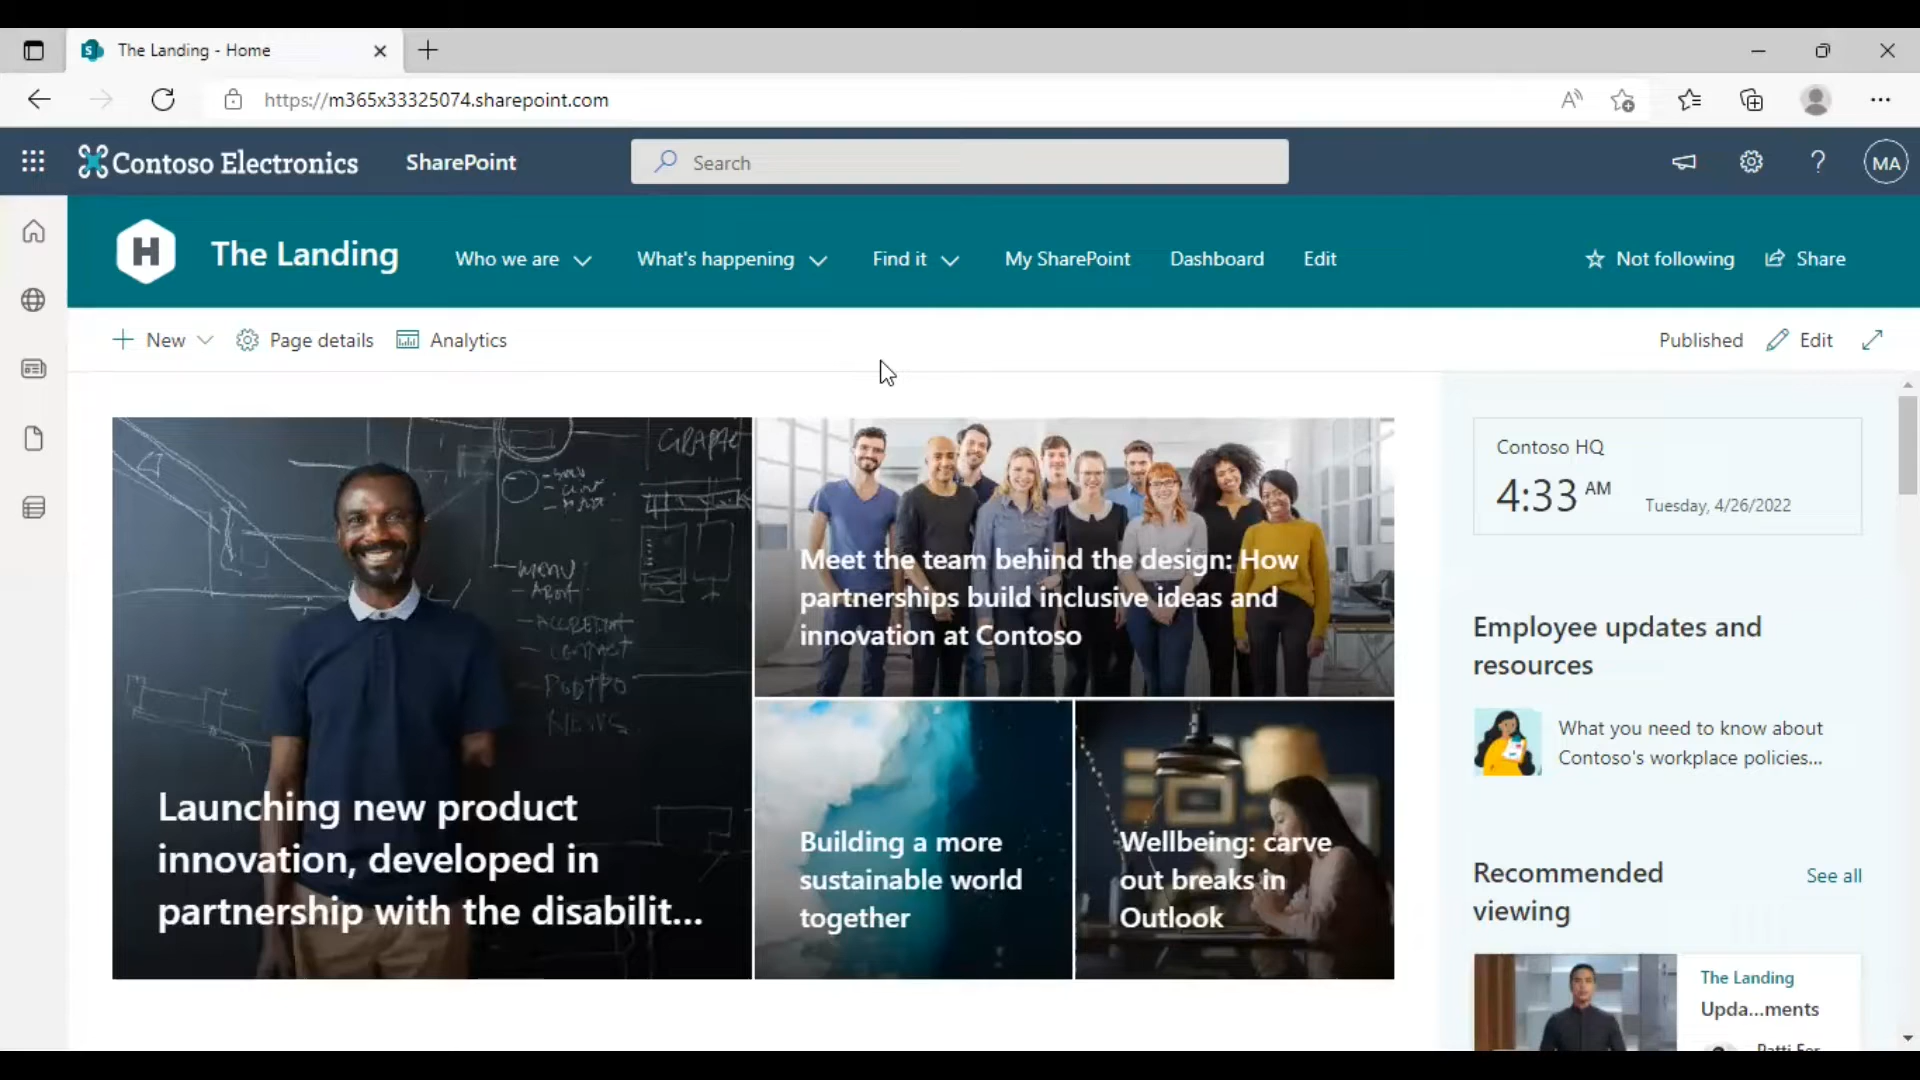 The Landing - Home
https://m365x33325074.sharepoint.com
Contoso Electronics
SharePoint
Search
MA
H
The Landing
Who we are
What's happening
Find it
My SharePoint
Dashboard
Edit
Not following
Share
New
Page details
Analytics
Published
Edit
Launching new product
innovation, developed in
partnership with the disabilit...
Meet the team behind the design: How
partnerships build inclusive ideas and
innovation at Contoso
Building a more
sustainable world
together
Wellbeing: carve
out breaks in
Outlook
Contoso HQ
4:33 AM
Tuesday, 4/26/2022
Employee updates and
resources
What you need to know about
Contoso's workplace policies...
Recommended
viewing
See all
The Landing
Upda...ments